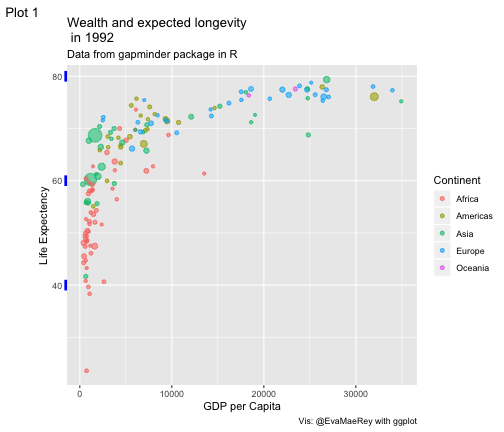 Plot 1
Wealth and expected longevity
in 1992
Data from gapminder package in R
80
60
40
Life Expectency
0
10000
20000
30000
GDP per Capita
Continent
Africa
Americas
Asia
Europe
Oceania
Vis: @EvaMaeRey with ggplot